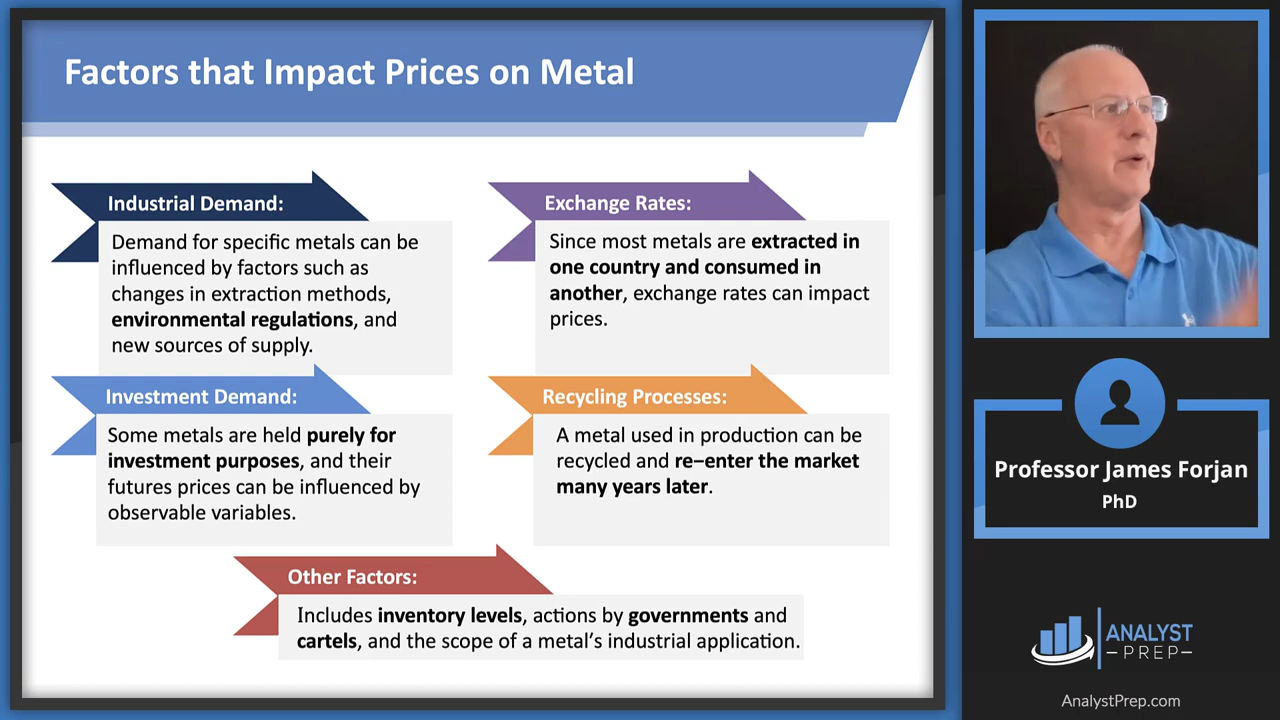 Factors that Impact Prices on Metal
Industrial Demand:
Demand for specific metals can be
influenced by factors such as
changes in extraction methods,
environmental regulations, and
new sources of supply.
Exchange Rates:
Since most metals are extracted in
one country and consumed in
another, exchange rates can impact
prices.
Investment Demand:
Some metals are held purely for
investment purposes, and their
futures prices can be influenced by
observable variables.
Recycling Processes:
A metal used in production can be
recycled and re–enter the market
many years later.
Other Factors:
Includes inventory levels, actions by governments and
cartels, and the scope of a metal’s industrial application.
Professor James Forjan
PhD
ANALYST
–PREP–
AnalystPrep.com